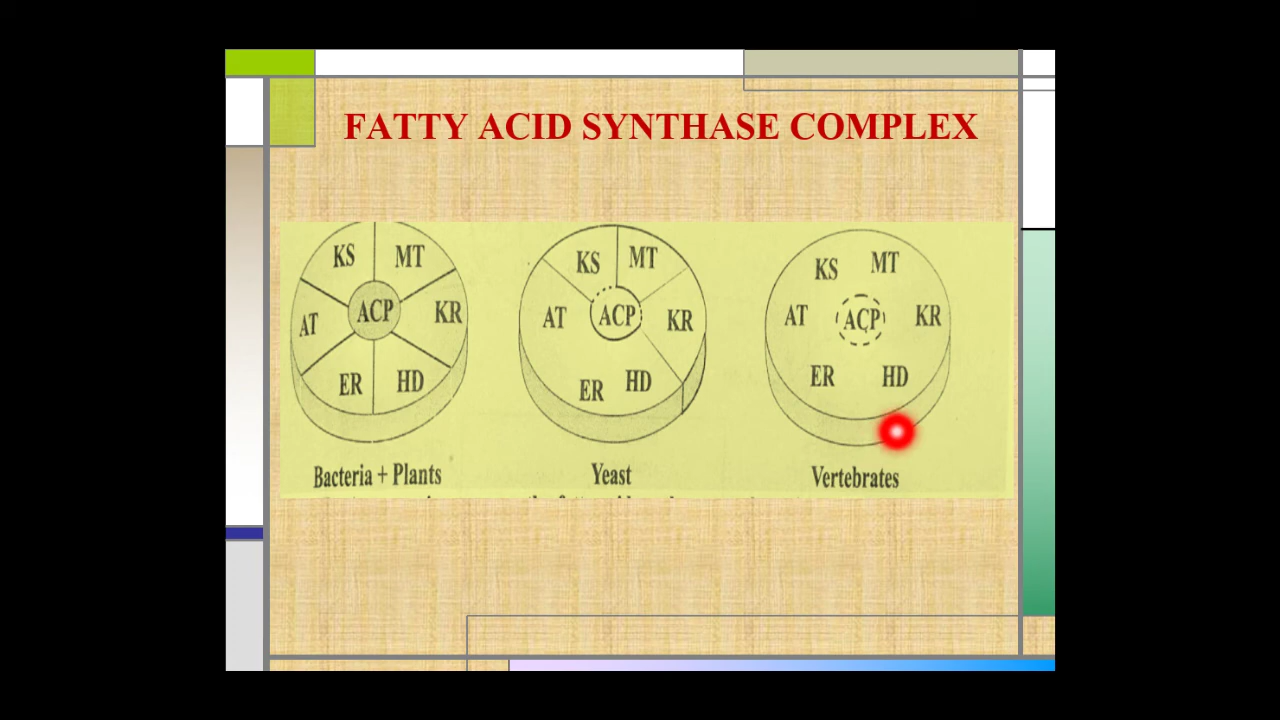 FATTY ACID SYNTHASE COMPLEX
KS MT
AT ACP KR
ER HD
Bacteria + Plants
KS MT
AT ACP KR
ER HD
Yeast
KS MT
AT ACP KR
ER HD
Vertebrates